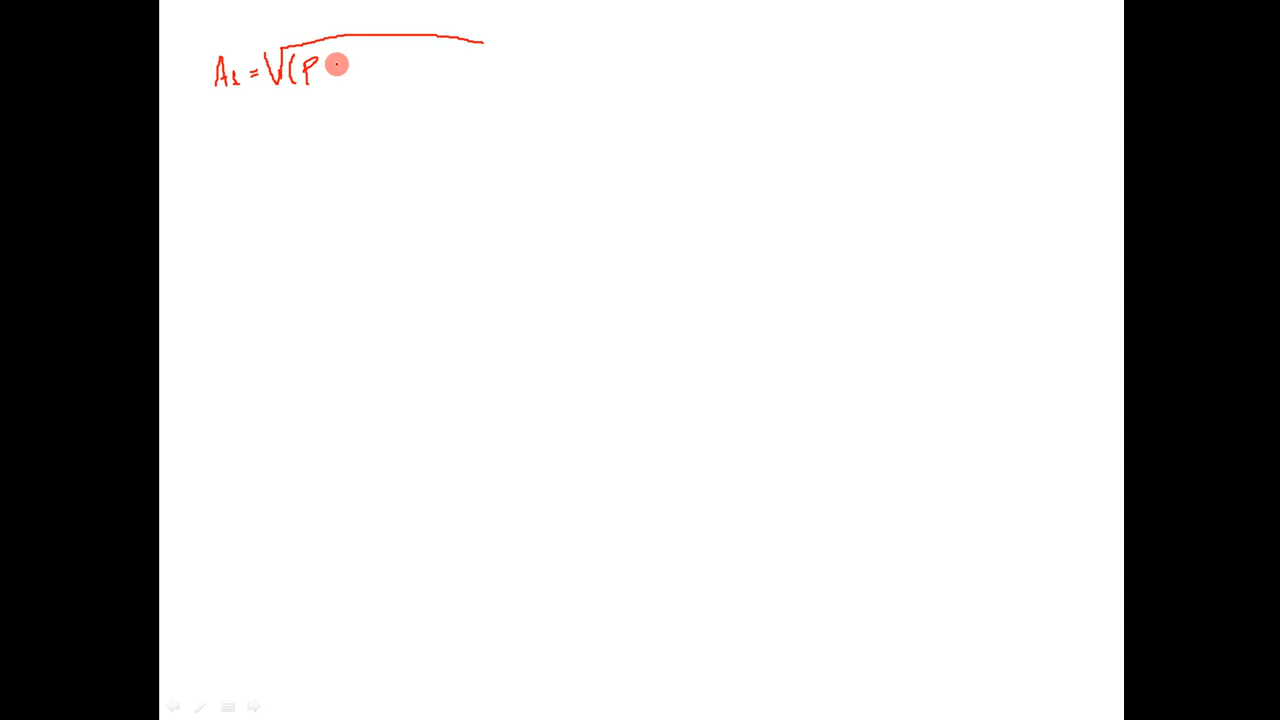 A₁ = √(P